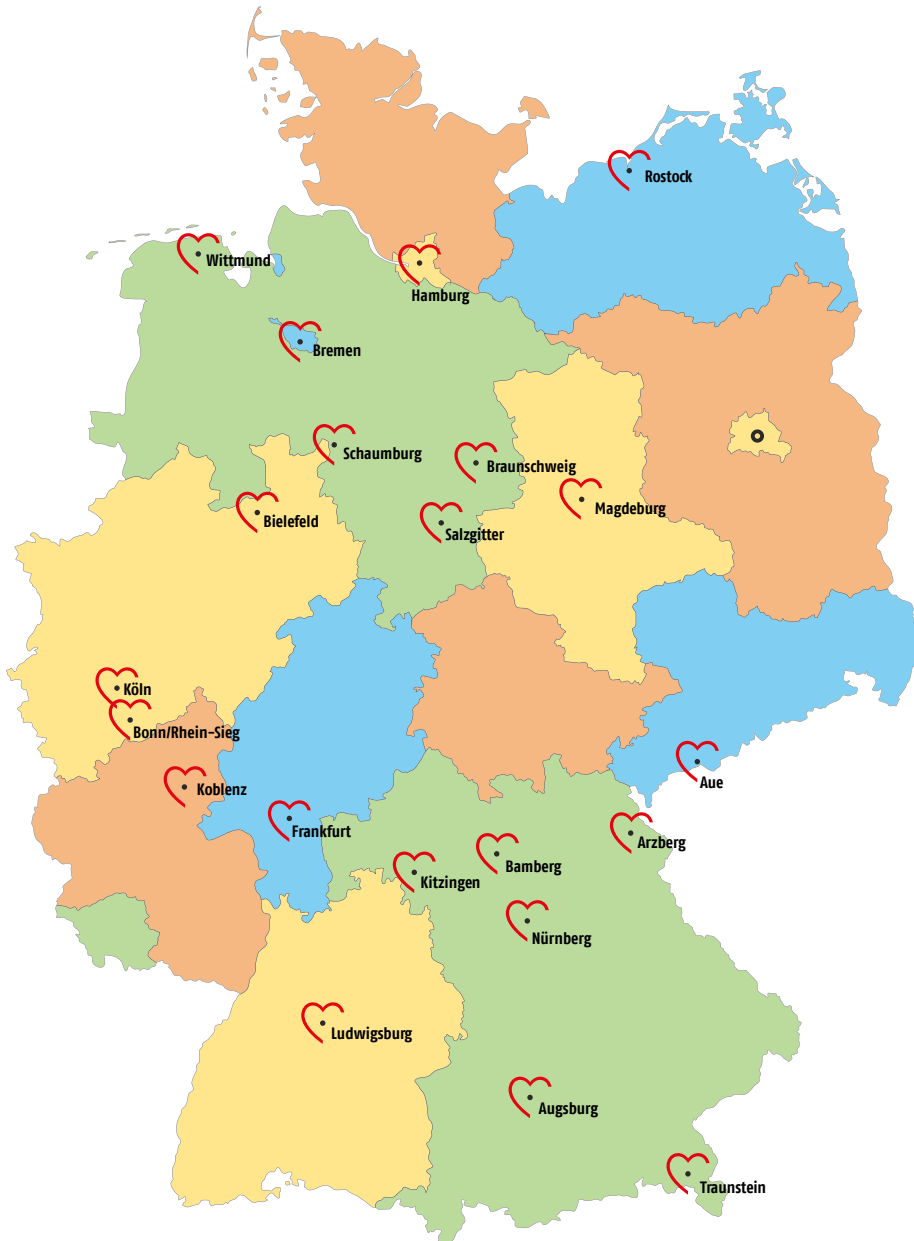 Rostock
Wittmund
Hamburg
Bremen
Schaumburg
Braunschweig
Magdeburg
Bielefeld
Salzgitter
Köln
Bonn/Rhein-Sieg
Aue
Koblenz
Frankfurt
Arzberg
Bamberg
Kitzingen
Nürnberg
Ludwigsburg
Augsburg
Traunstein